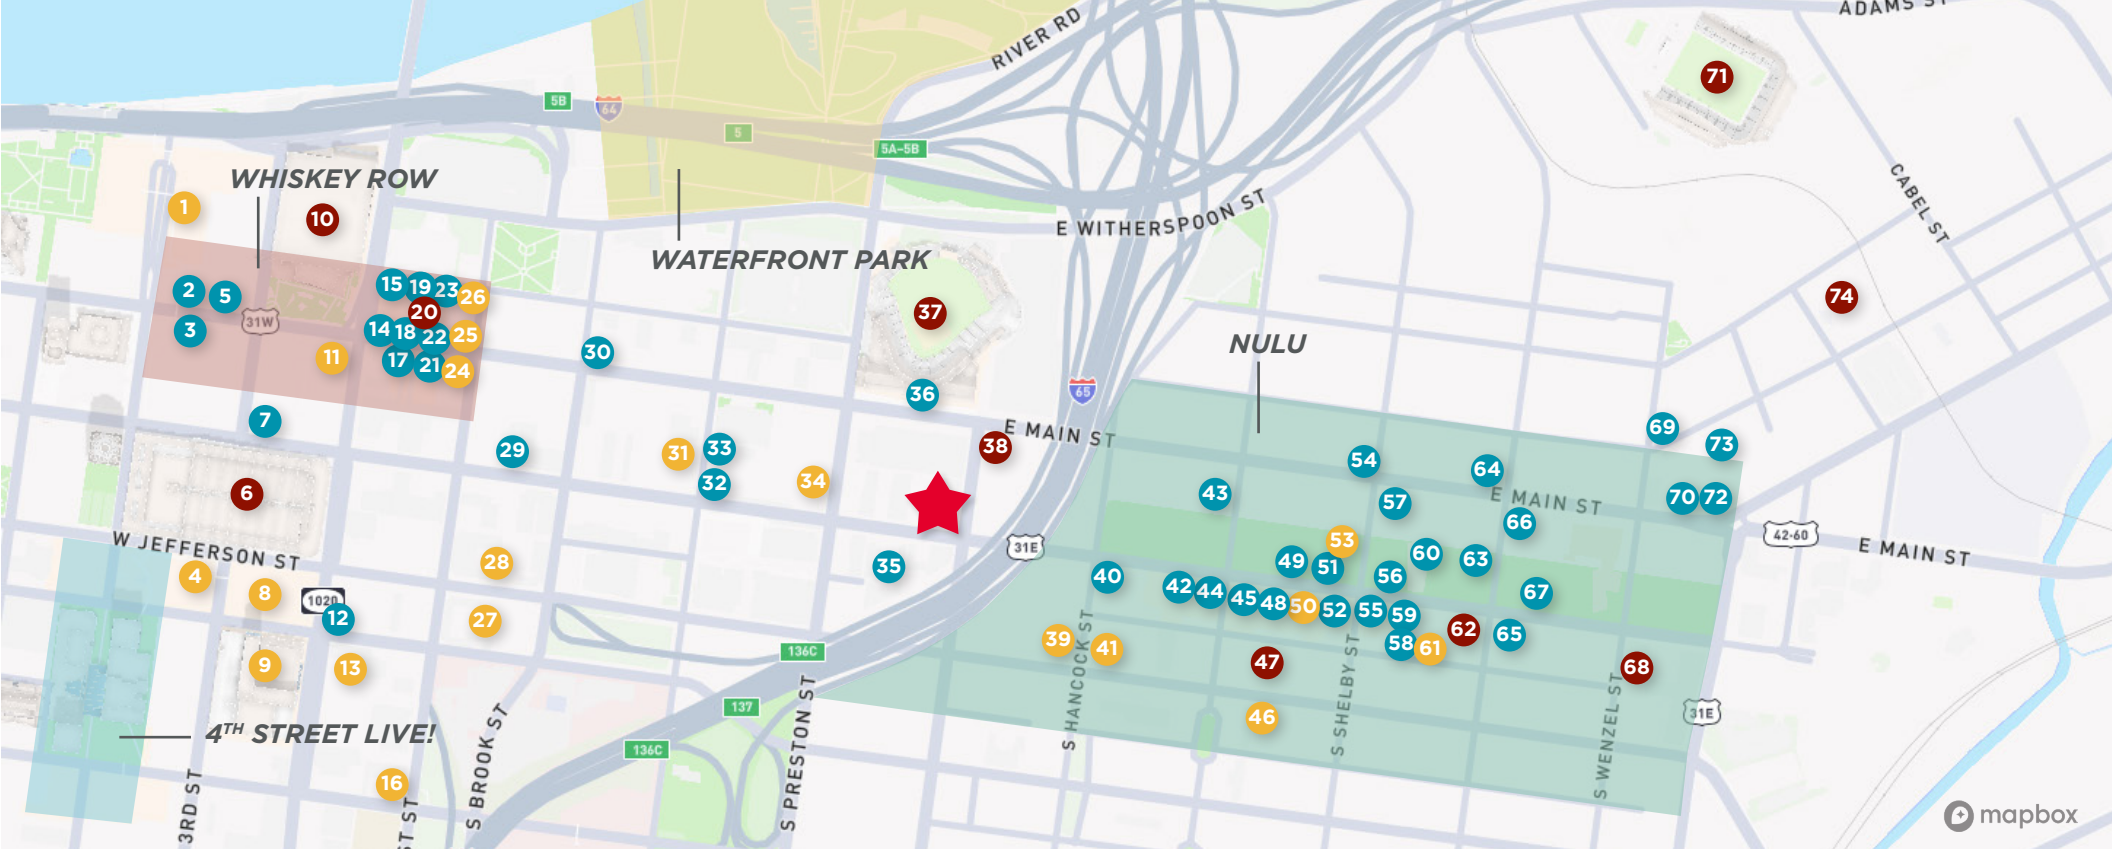 ADAMS ST
RIVER RD
71
5B
64
5
5A-5B
CABEL ST
WHISKEY ROW
1
10
E WITHERSPOON ST
WATERFRONT PARK
2
5
3
31W
15
19
23
26
20
14
18
22
25
11
17
21
24
30
37
36
74
NULU
65
7
29
31
33
32
34
E MAIN ST
38
6
69
73
54
64
43
57
E MAIN ST
70
72
66
42-60
E MAIN ST
W JEFFERSON ST
31E
53
49
51
60
63
56
35
40
42
44
45
48
50
52
55
59
67
4
8
1020
12
28
27
58
61
62
65
39
41
47
68
9
13
136C
46
137
136C
31E
S HANCOCK ST
S SHELBY ST
S WENZEL ST
4TH STREET LIVE!
16
3RD ST
ST ST
S BROOK ST
S PRESTON ST
mapbox